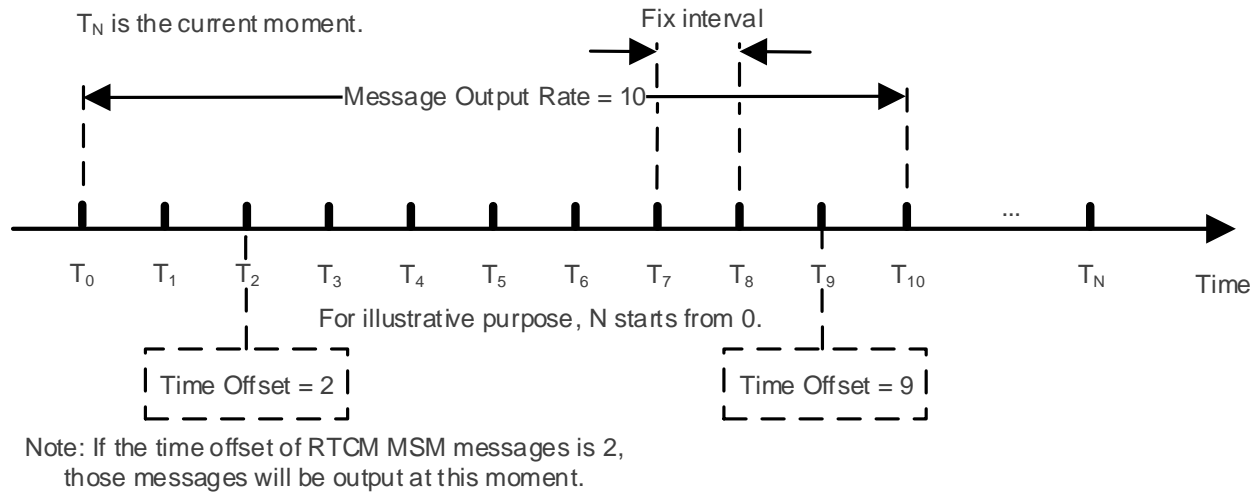 T_N is the current moment.
Fix interval
Message Output Rate = 10
...
T_0 T_1 T_2 T_3 T_4 T_5 T_6 T_7 T_8 T_9 T_10 T_N Time
For illustrative purpose, N starts from 0.
Time Offset = 2 Time Offset = 9
Note: If the time offset of RTCM MSM messages is 2,
those messages will be output at this moment.